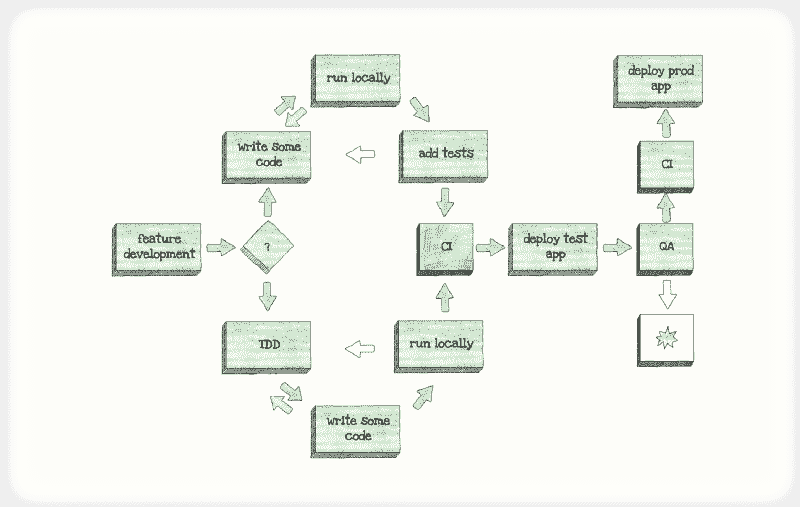 run locally
deploy prod
app
write some
code
add tests
CI
feature
development
?
CI
deploy test
app
QA
TDD
run locally
write some
code